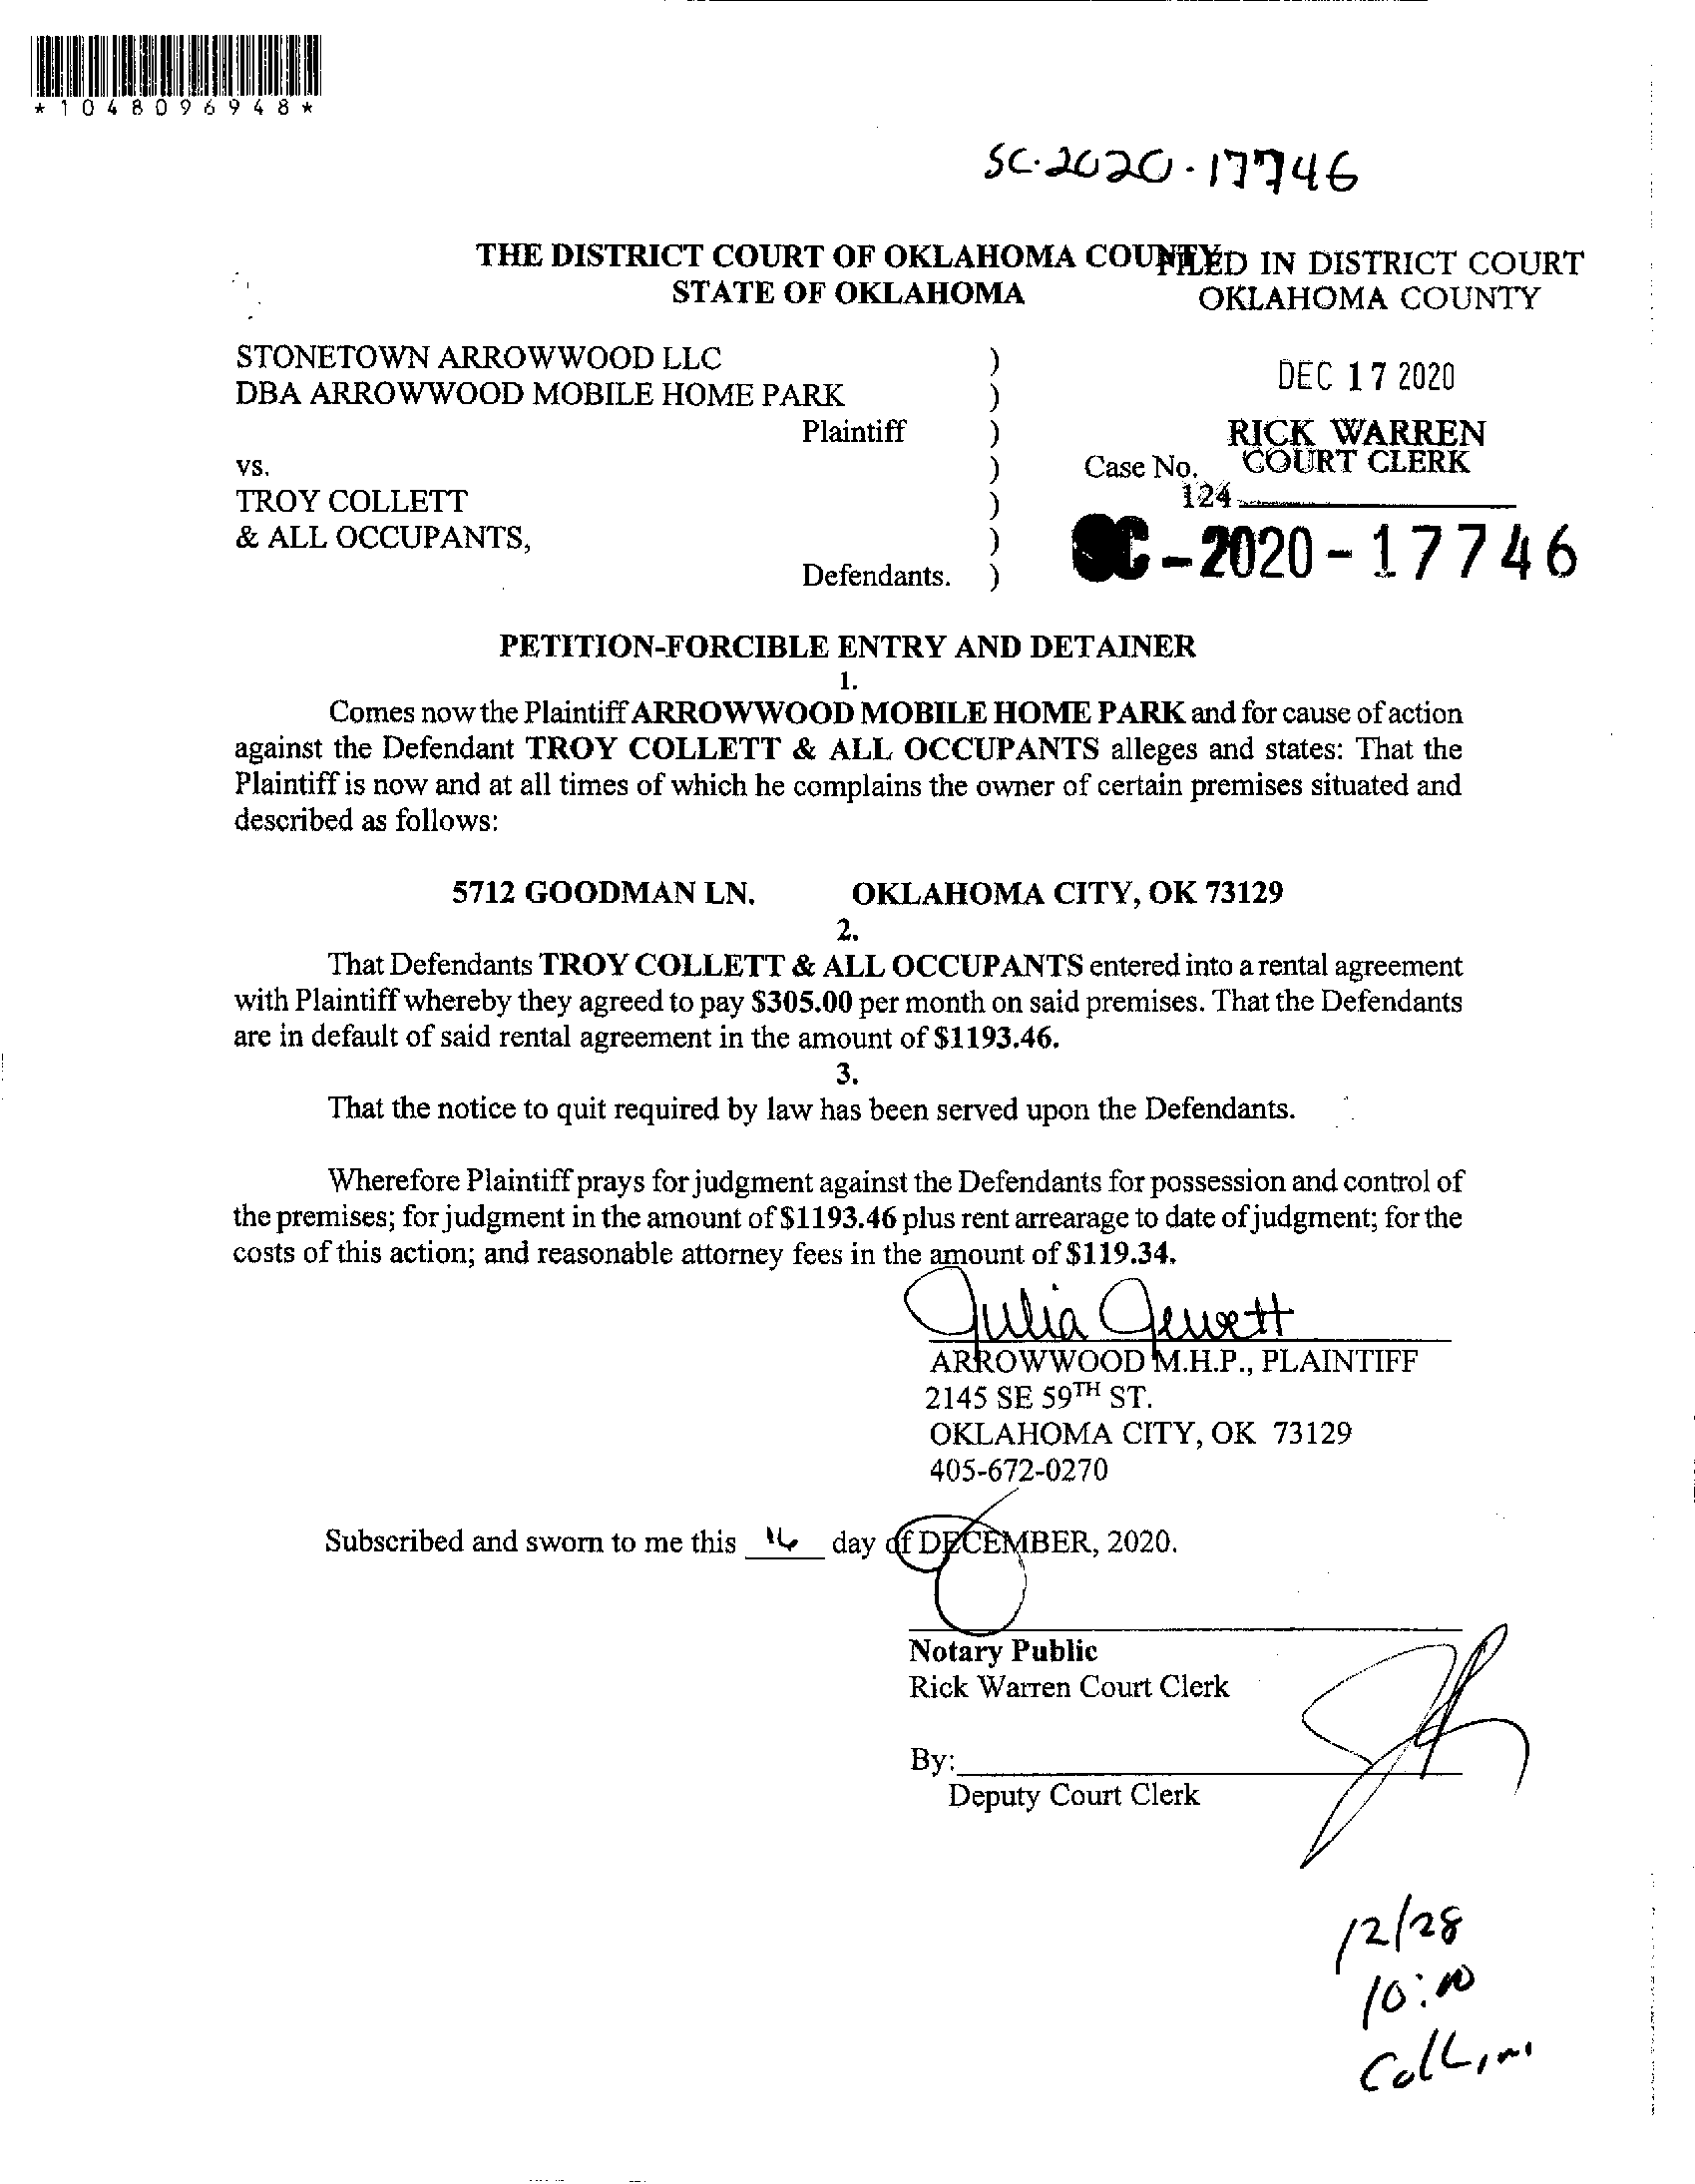 *1048096948*
SC-2020-17746
THE DISTRICT COURT OF OKLAHOMA COUNTY
STATE OF OKLAHOMA
FILED IN DISTRICT COURT
OKLAHOMA COUNTY
STONETOWN ARROWWOOD LLC )
DBA ARROWWOOD MOBILE HOME PARK )
DEC 17 2020
Plaintiff )
RICK WARREN
COURT CLERK
vs. ) Case No.
124
TROY COLLETT )
& ALL OCCUPANTS, )
SC-2020-17746
Defendants. )
PETITION-FORCIBLE ENTRY AND DETAINER
1.
Comes now the Plaintiff ARROWWOOD MOBILE HOME PARK and for cause of action
against the Defendant TROY COLLETT & ALL OCCUPANTS alleges and states: That the
Plaintiff is now and at all times of which he complains the owner of certain premises situated and
described as follows:
5712 GOODMAN LN. OKLAHOMA CITY, OK 73129
2.
That Defendants TROY COLLETT & ALL OCCUPANTS entered into a rental agreement
with Plaintiff whereby they agreed to pay $305.00 per month on said premises. That the Defendants
are in default of said rental agreement in the amount of $1193.46.
3.
That the notice to quit required by law has been served upon the Defendants.
Wherefore Plaintiff prays for judgment against the Defendants for possession and control of
the premises; for judgment in the amount of $1193.46 plus rent arrearage to date of judgment; for the
costs of this action; and reasonable attorney fees in the amount of $119.34.
Julia Jewett
ARROWWOOD M.H.P., PLAINTIFF
2145 SE 59TH ST.
OKLAHOMA CITY, OK 73129
405-672-0270
Subscribed and sworn to me this 16 day of DECEMBER, 2020.
Notary Public
Rick Warren Court Clerk
By:
Deputy Court Clerk
12/28
10:00